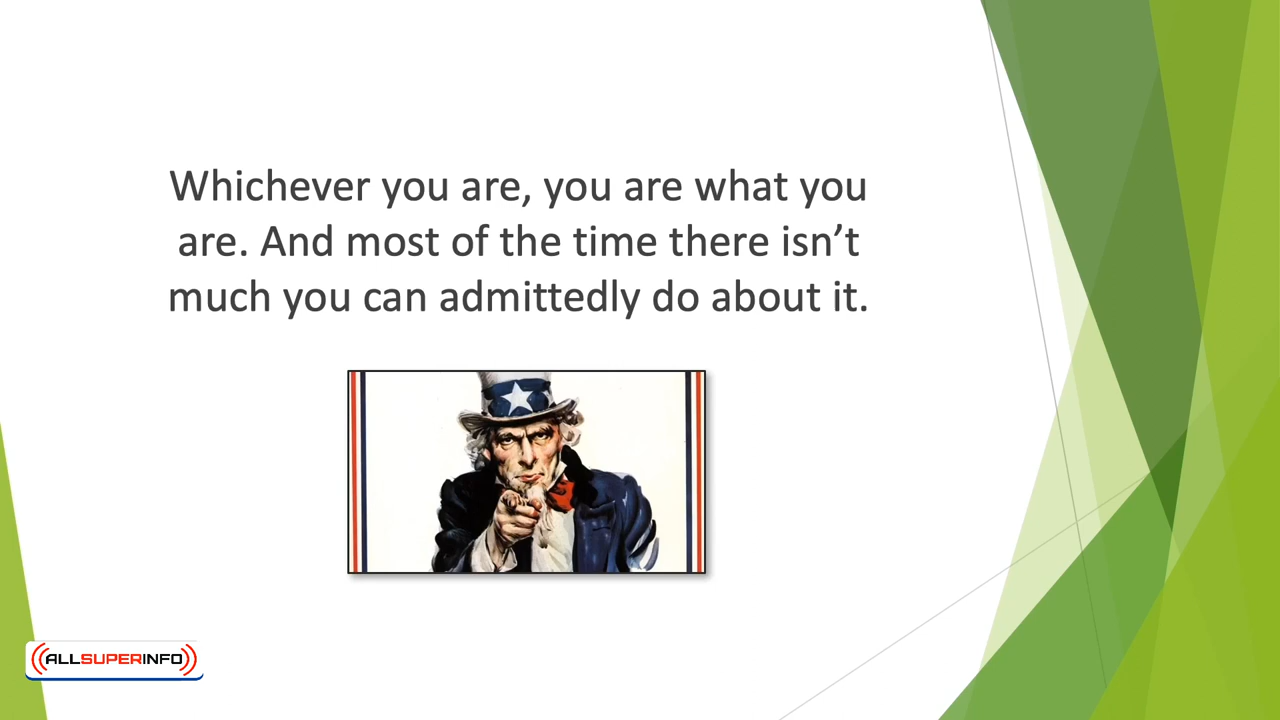 Whichever you are, you are what you
are. And most of the time there isn’t
much you can admittedly do about it.
ALLSUPERINFO